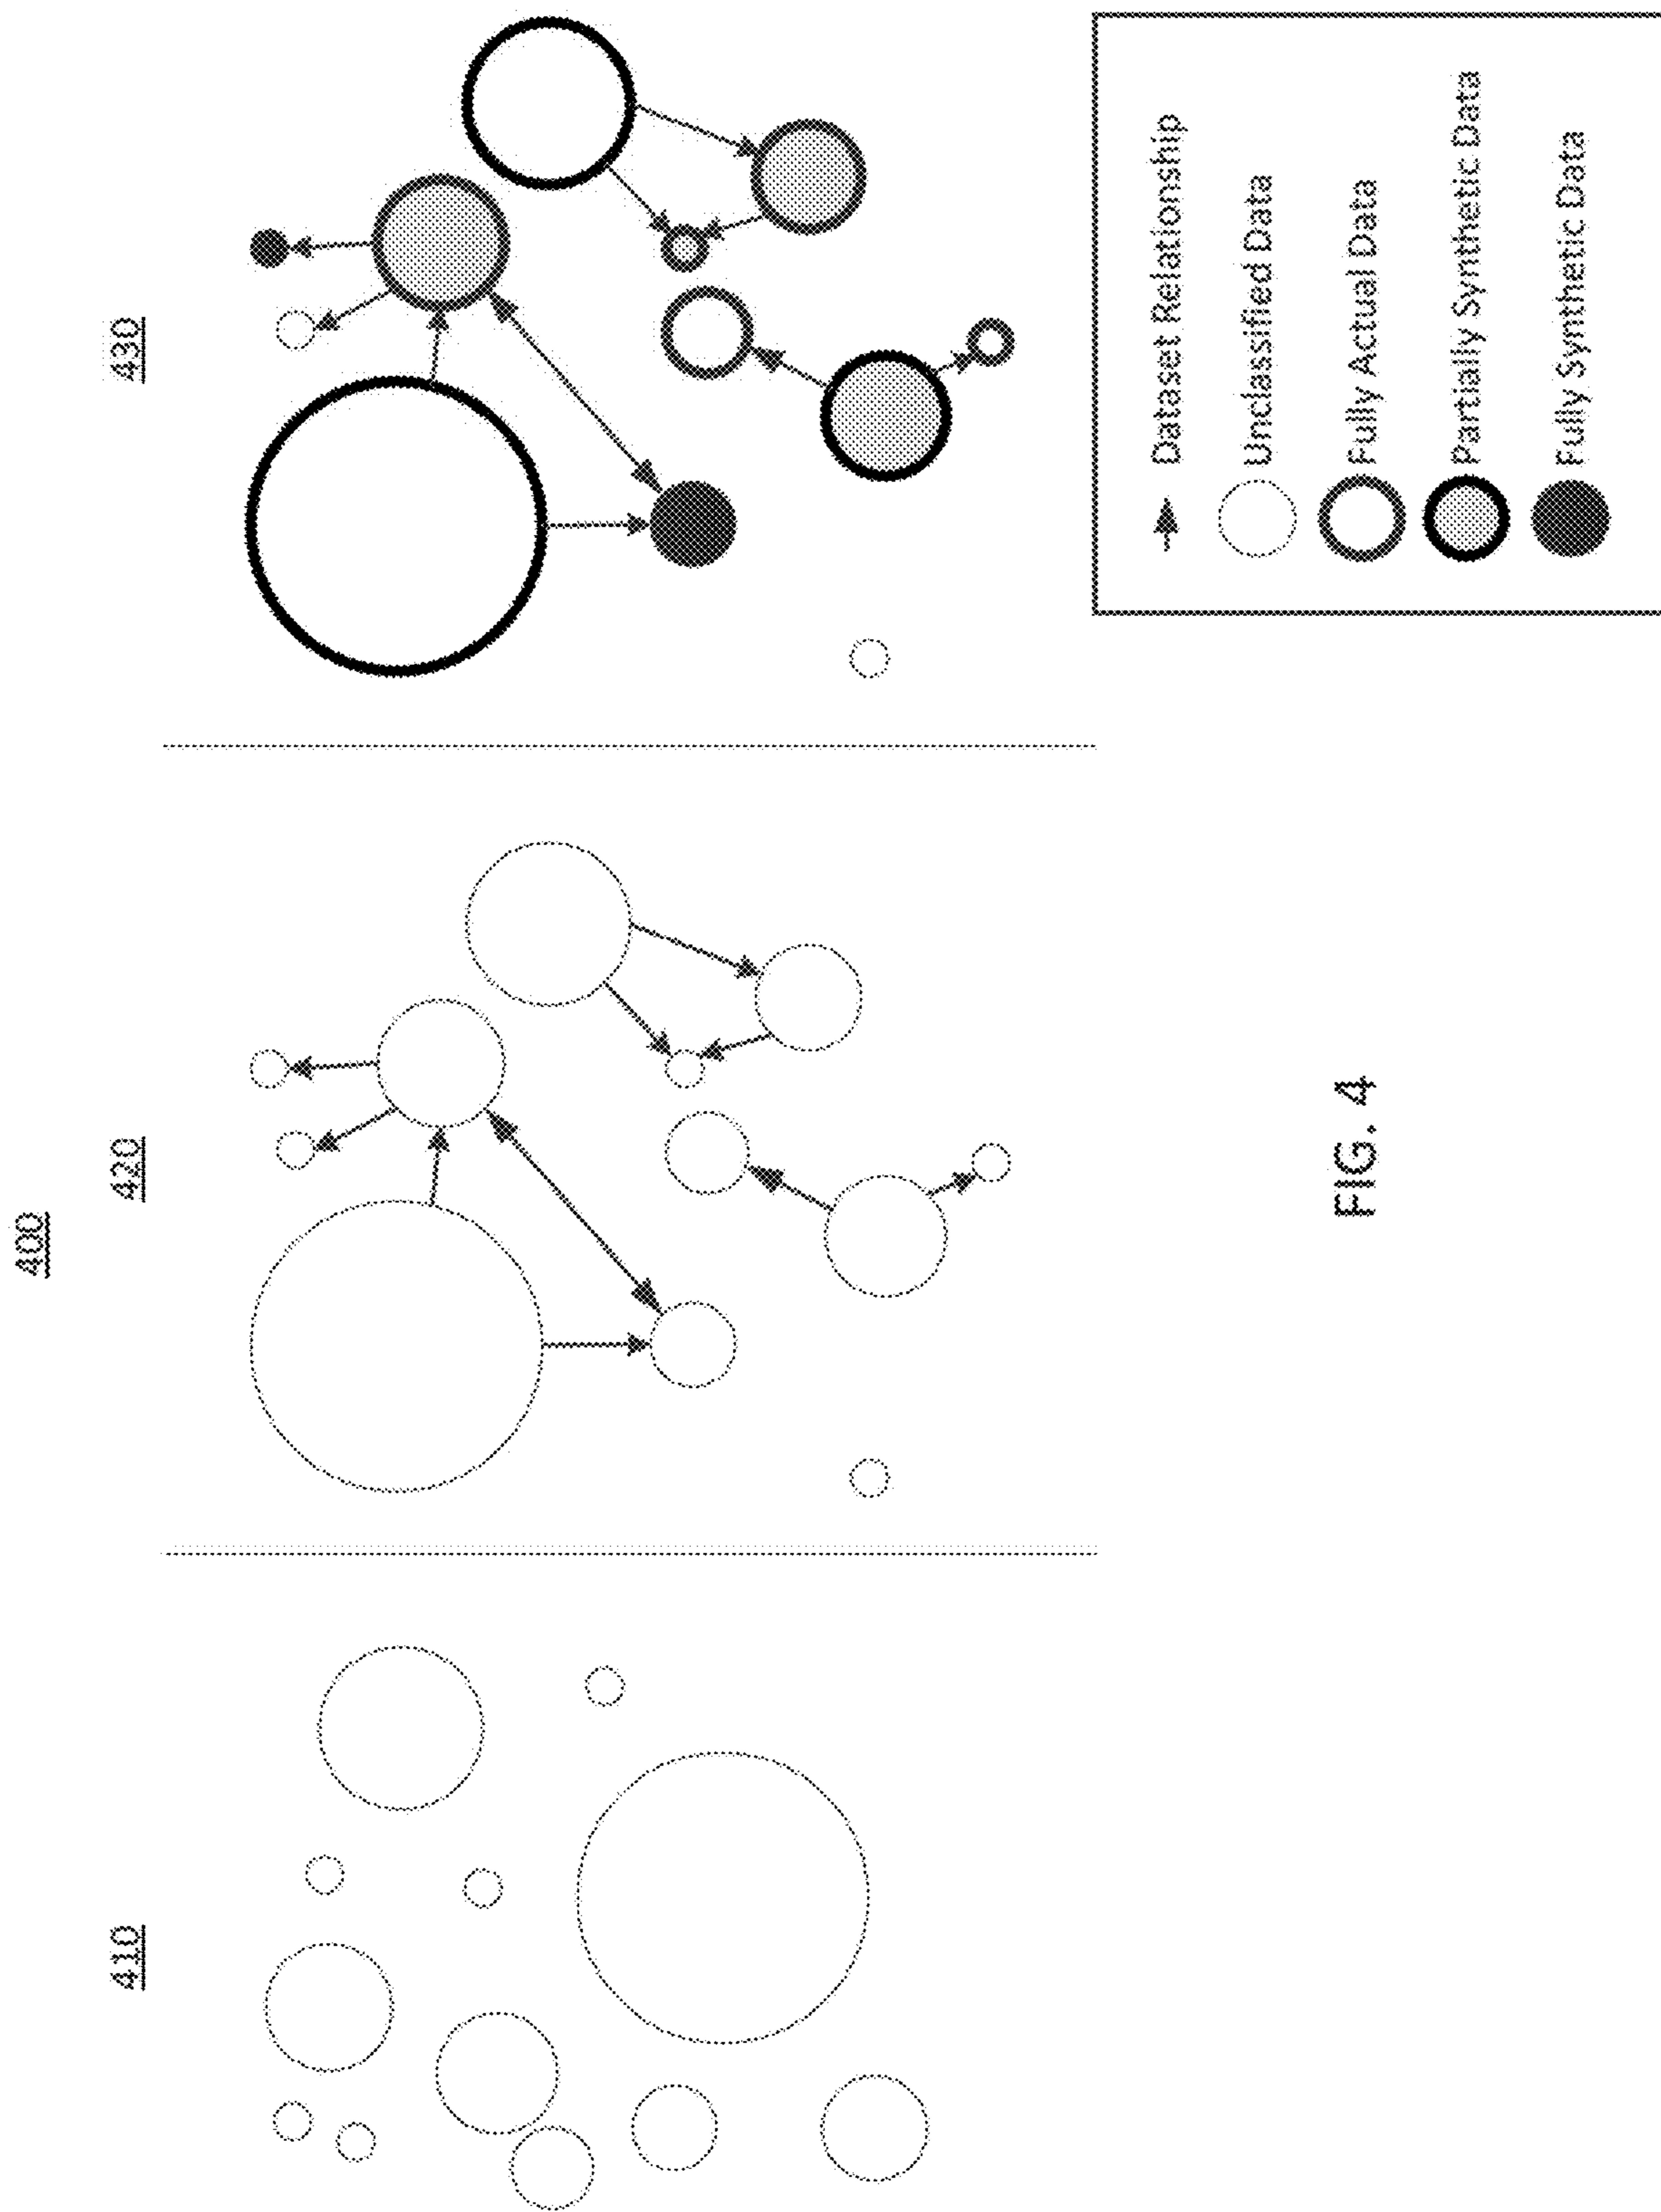 400
410
420
430
Dataset Relationship
Unclassified Data
Fully Actual Data
Partially Synthetic Data
Fully Synthetic Data
FIG. 4